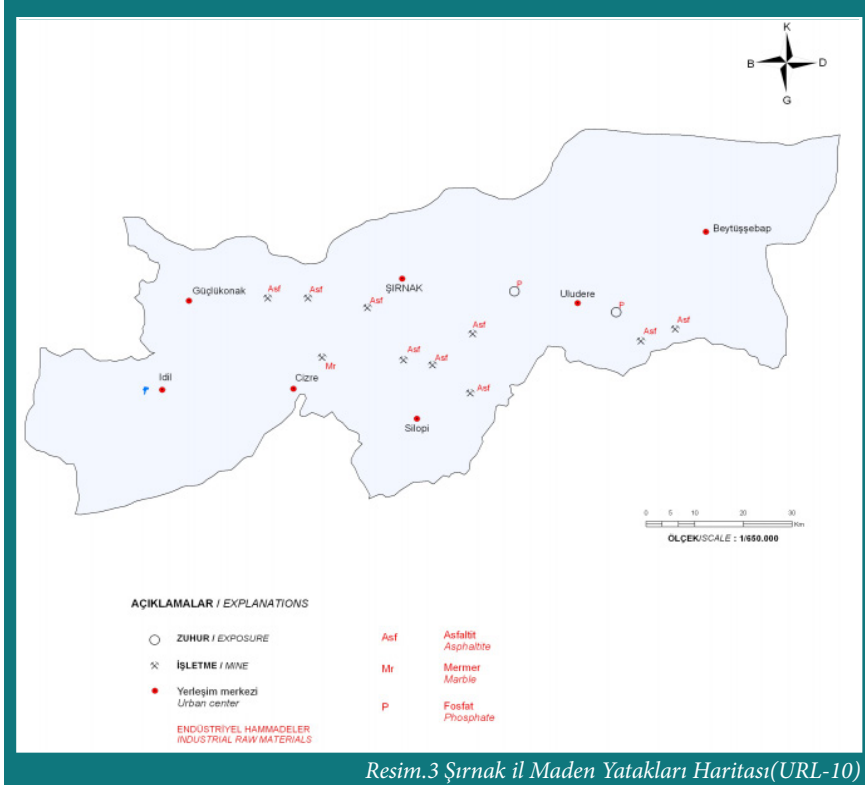 K
B D
G
Beytüşşebap
Güçlükonak
ŞIRNAK
Uludere
P
P
Asf
Asf
Asf
Asf
Asf
Asf
Asf
Asf
Asf
Mr
Idil
Cizre
Silopi
0 5 10 20 30
Km
ÖLÇEK/SCALE : 1/650.000
AÇIKLAMALAR / EXPLANATIONS
ZUHUR / EXPOSURE
İŞLETME / MINE
Yerleşim merkezi
Urban center
ENDÜSTRİYEL HAMMADELER
INDUSTRIAL RAW MATERIALS
Asf Asfaltit
Asphaltite
Mr Mermer
Marble
P Fosfat
Phosphate
Resim.3 Şırnak il Maden Yatakları Haritası(URL-10)